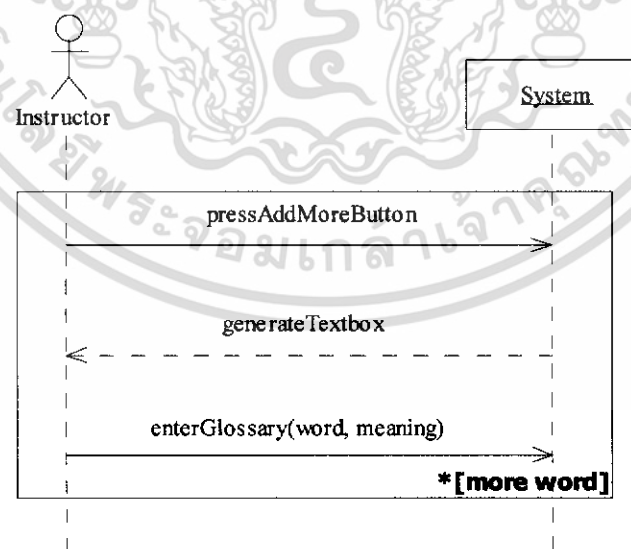 Instructor
System
pressAddMoreButton
generateTextbox
enterGlossary(word, meaning)
*[more word]